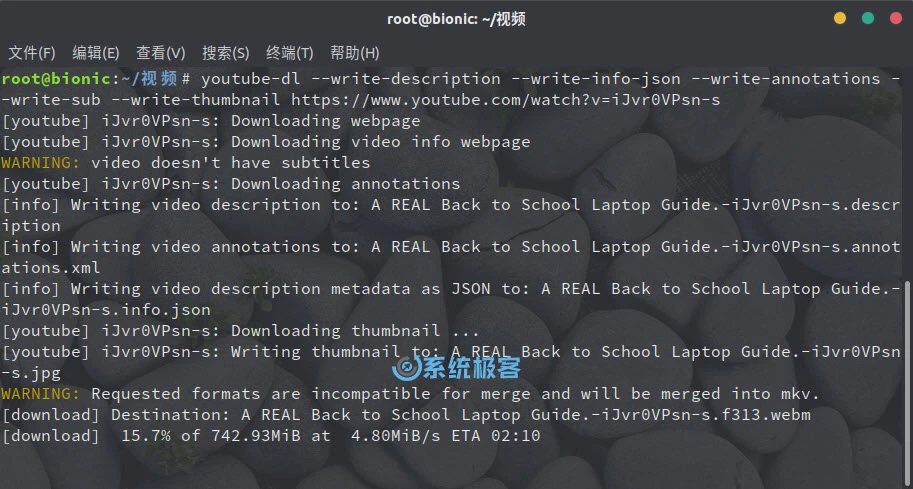 root@bionic: ~/视频
文件(F) 编辑(E) 查看(V) 搜索(S) 终端(T) 帮助(H)
root@bionic:~/视频# youtube-dl --write-description --write-info-json --write-annotations -
-write-sub --write-thumbnail https://www.youtube.com/watch?v=iJvr0VPsn-s
[youtube] iJvr0VPsn-s: Downloading webpage
[youtube] iJvr0VPsn-s: Downloading video info webpage
WARNING: video doesn't have subtitles
[youtube] iJvr0VPsn-s: Downloading annotations
[info] Writing video description to: A REAL Back to School Laptop Guide.-iJvr0VPsn-s.descr
iption
[info] Writing video annotations to: A REAL Back to School Laptop Guide.-iJvr0VPsn-s.annot
ations.xml
[info] Writing video description metadata as JSON to: A REAL Back to School Laptop Guide.-
iJvr0VPsn-s.info.json
[youtube] iJvr0VPsn-s: Downloading thumbnail ...
[youtube] iJvr0VPsn-s: Writing thumbnail to: A REAL Back to School Laptop Guide.-iJvr0VPsn
-s.jpg
系统极客
WARNING: Requested formats are incompatible for merge and will be merged into mkv.
[download] Destination: A REAL Back to School Laptop Guide.-iJvr0VPsn-s.f313.webm
[download]  15.7% of 742.93MiB at  4.80MiB/s ETA 02:10